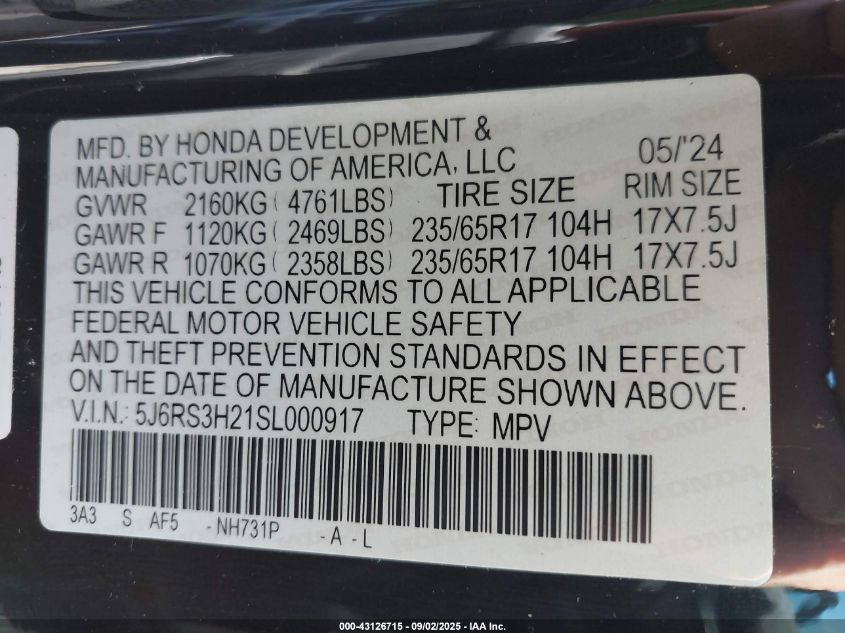 MFD. BY HONDA DEVELOPMENT &
MANUFACTURING OF AMERICA, LLC 05/'24
GVWR 2160KG ( 4761LBS) TIRE SIZE RIM SIZE
GAWR F 1120KG ( 2469LBS) 235/65R17 104H 17X7.5J
GAWR R 1070KG ( 2358LBS) 235/65R17 104H 17X7.5J
THIS VEHICLE CONFORMS TO ALL APPLICABLE
FEDERAL MOTOR VEHICLE SAFETY
AND THEFT PREVENTION STANDARDS IN EFFECT
ON THE DATE OF MANUFACTURE SHOWN ABOVE.
V.I.N.: 5J6RS3H21SL000917 TYPE: MPV
3A3 S AF5 -NH731P -A -L
000-43126715 - 09/02/2025 - IAA Inc.